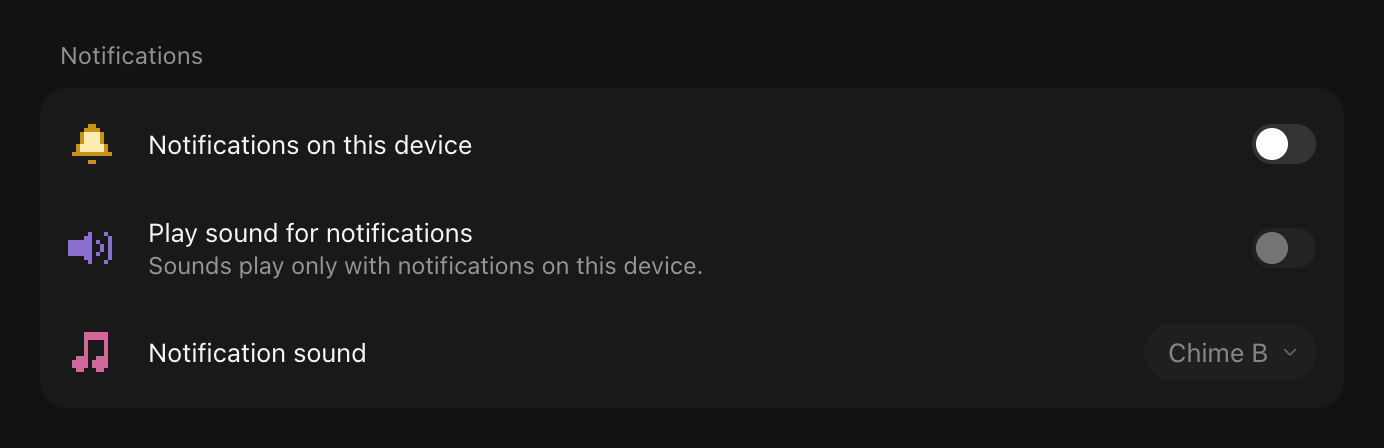 Notifications
Notifications on this device
Play sound for notifications
Sounds play only with notifications on this device.
Notification sound
Chime B